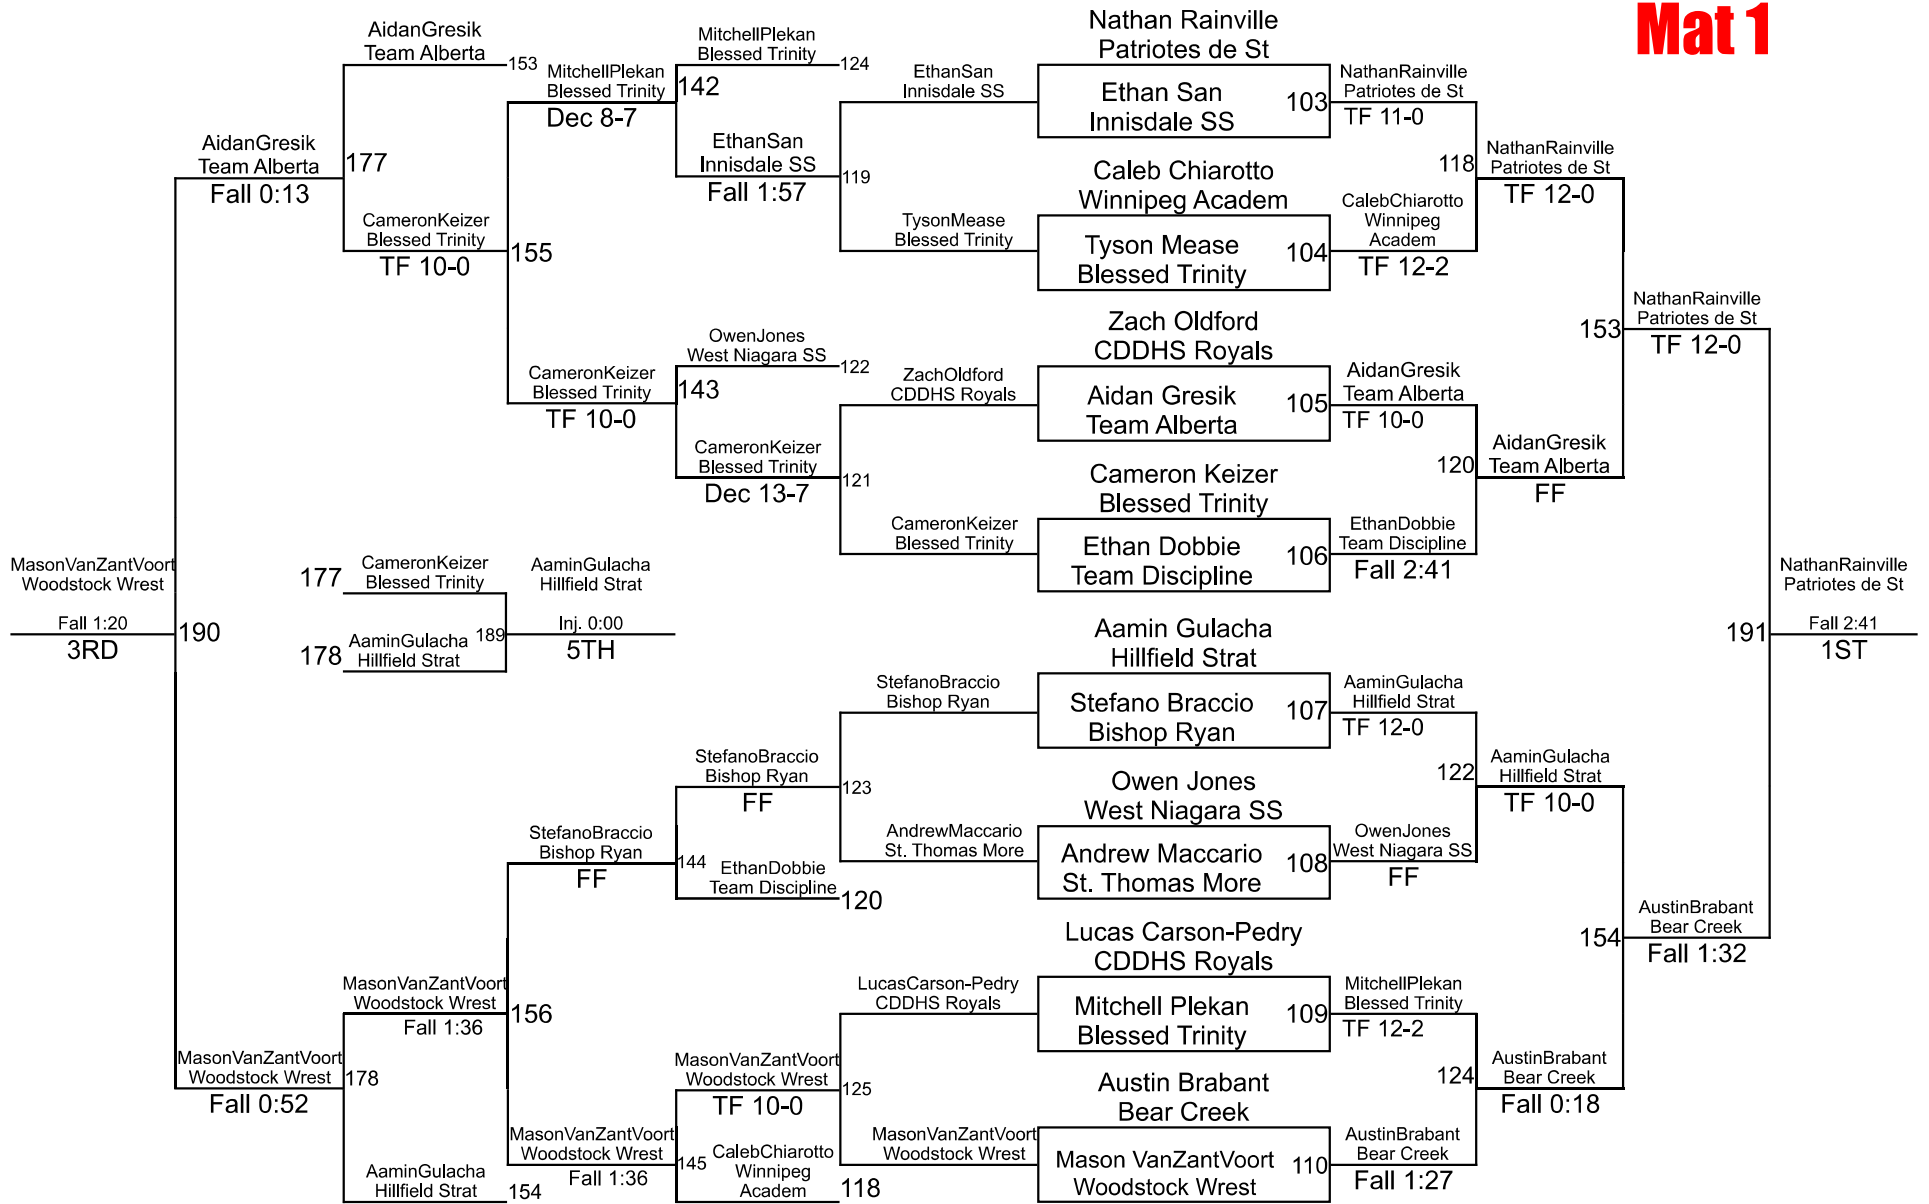 Mat 1
AidanGresik
Team Alberta
153
AidanGresik
Team Alberta
Fall 0:13
177
CameronKeizer
Blessed Trinity
TF 10-0
MitchellPlekan
Blessed Trinity
Dec 8-7
142
155
CameronKeizer
Blessed Trinity
TF 10-0
143
MitchellPlekan
Blessed Trinity
124
EthanSan
Innisdale SS
Fall 1:57
119
OwenJones
West Niagara SS
122
CameronKeizer
Blessed Trinity
Dec 13-7
121
EthanSan
Innisdale SS
TysonMease
Blessed Trinity
ZachOldford
CDDHS Royals
CameronKeizer
Blessed Trinity
Nathan Rainville
Patriotes de St
Ethan San
Innisdale SS
103
Caleb Chiarotto
Winnipeg Academ
Tyson Mease
Blessed Trinity
104
Zach Oldford
CDDHS Royals
Aidan Gresik
Team Alberta
105
Cameron Keizer
Blessed Trinity
Ethan Dobbie
Team Discipline
106
NathanRainville
Patriotes de St
TF 11-0
118
CalebChiarotto
Winnipeg
Academ
TF 12-2
AidanGresik
Team Alberta
TF 10-0
120
EthanDobbie
Team Discipline
Fall 2:41
NathanRainville
Patriotes de St
TF 12-0
153
AidanGresik
Team Alberta
FF
NathanRainville
Patriotes de St
TF 12-0
MasonVanZantVoort
Woodstock Wrest
Fall 1:20
3RD
190
177
CameronKeizer
Blessed Trinity
178
AaminGulacha
Hillfield Strat
189
AaminGulacha
Hillfield Strat
Inj. 0:00
5TH
191
NathanRainville
Patriotes de St
Fall 2:41
1ST
Aamin Gulacha
Hillfield Strat
Stefano Braccio
Bishop Ryan
107
Owen Jones
West Niagara SS
Andrew Maccario
St. Thomas More
108
Lucas Carson-Pedry
CDDHS Royals
Mitchell Plekan
Blessed Trinity
109
Austin Brabant
Bear Creek
Mason VanZantVoort
Woodstock Wrest
110
StefanoBraccio
Bishop Ryan
AndrewMaccario
St. Thomas More
LucasCarson-Pedry
CDDHS Royals
MasonVanZantVoort
Woodstock Wrest
StefanoBraccio
Bishop Ryan
FF
123
EthanDobbie
Team Discipline
120
StefanoBraccio
Bishop Ryan
FF
144
MasonVanZantVoort
Woodstock Wrest
TF 10-0
125
CalebChiarotto
Winnipeg
Academ
118
MasonVanZantVoort
Woodstock Wrest
Fall 1:36
145
MasonVanZantVoort
Woodstock Wrest
Fall 1:36
156
MasonVanZantVoort
Woodstock Wrest
Fall 0:52
178
AaminGulacha
Hillfield Strat
154
AaminGulacha
Hillfield Strat
TF 12-0
122
OwenJones
West Niagara SS
FF
AaminGulacha
Hillfield Strat
TF 10-0
154
MitchellPlekan
Blessed Trinity
TF 12-2
124
AustinBrabant
Bear Creek
Fall 1:27
AustinBrabant
Bear Creek
Fall 0:18
AustinBrabant
Bear Creek
Fall 1:32